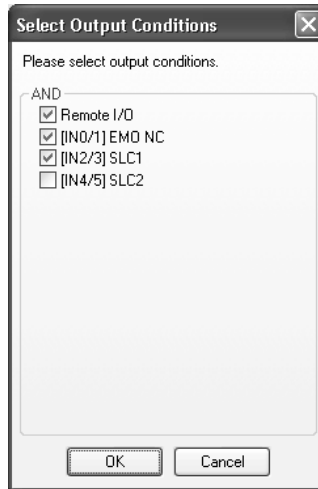 Select Output Conditions
Please select output conditions.
AND
Remote I/O
[IN0/1] EMO NC
[IN2/3] SLC1
[IN4/5] SLC2
OK Cancel